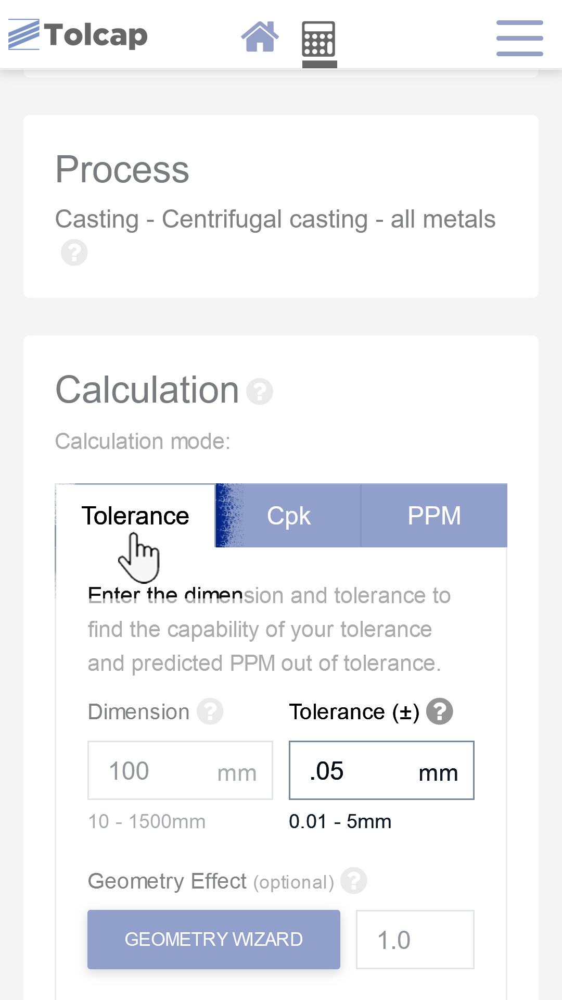 Tolcap
Process
Casting - Centrifugal casting - all metals
?
Calculation ?
Calculation mode:
Tolerance Cpk PPM
Enter the dimension and tolerance to
find the capability of your tolerance
and predicted PPM out of tolerance.
Dimension ? Tolerance (±) ?
100 mm .05 mm
10 - 1500mm 0.01 - 5mm
Geometry Effect (optional) ?
GEOMETRY WIZARD 1.0